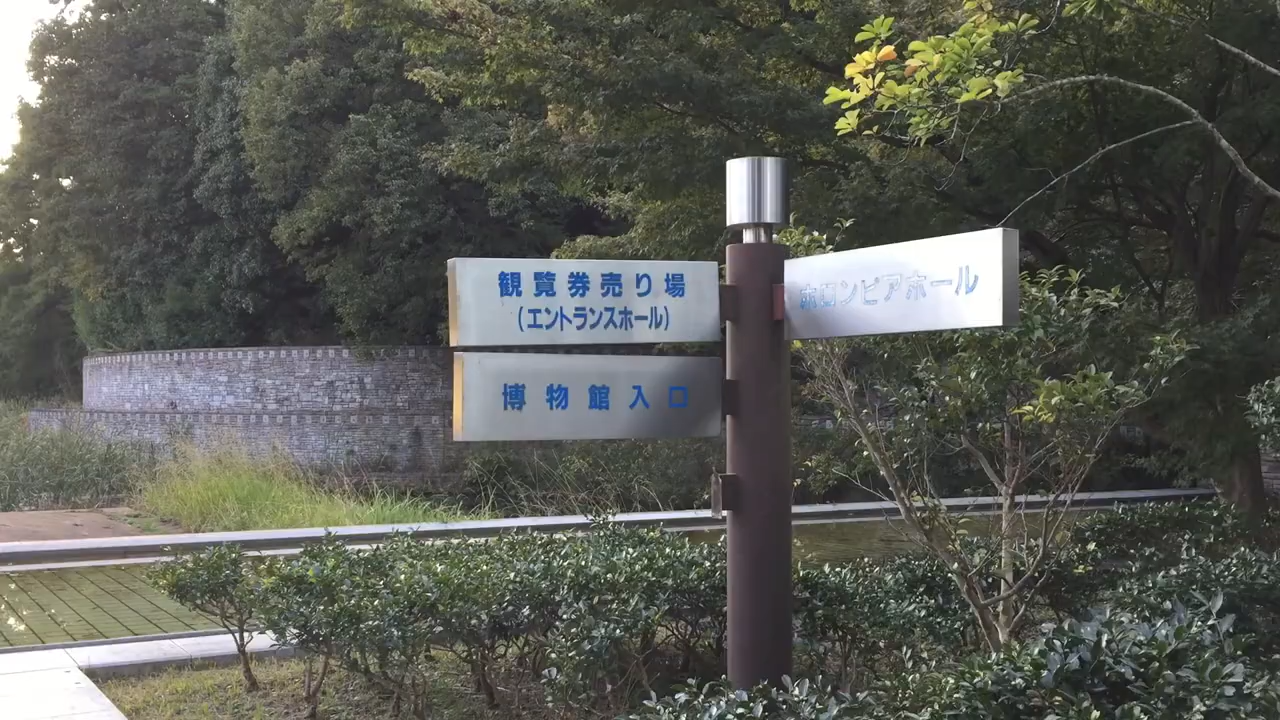 観覧券売り場
(エントランスホール)
博物館入口
ホロンピアホール